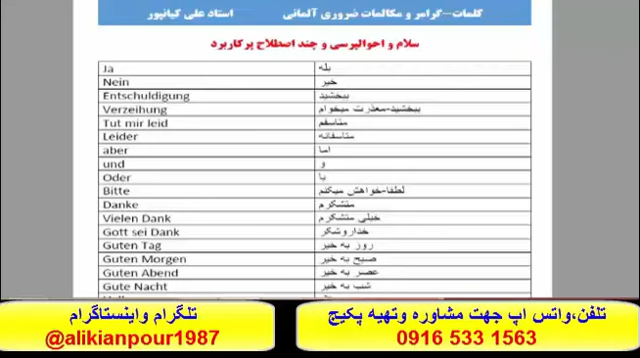 کلمات–گرامر و مکالمات ضروری آلمانی استاد علی کیانپور
سلام و احوالپرسی و چند اصطلاح پرکاربرد
Ja بله
Nein خیر
Entschuldigung ببخشید
Verzeihung ببخشید-معذرت میخوام
Tut mir leid متاسفم
Leider متاسفانه
aber اما
und و
Oder یا
Bitte لطفا-خواهش میکنم
Danke متشکرم
Vielen Dank خیلی متشکرم
Gott sei Dank خداروشکر
Guten Tag روز به خیر
Guten Morgen صبح به خیر
Guten Abend عصر به خیر
Gute Nacht شب به خیر
تلگرام واینستاگرام
@alikianpour1987
تلفن،واتس اپ جهت مشاوره وتهیه پکیج
0916 533 1563